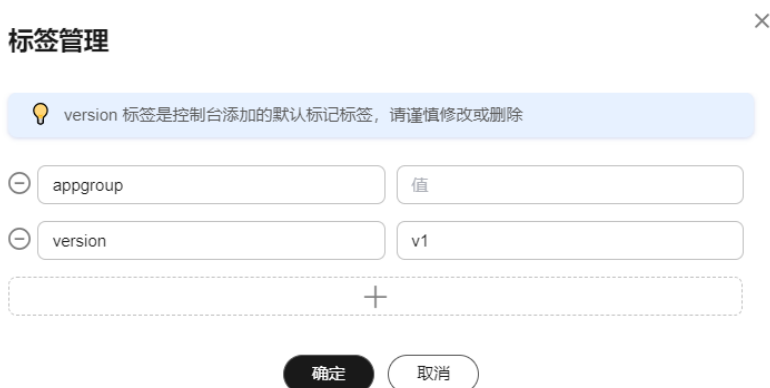 标签管理
version 标签是控制台添加的默认标记标签，请谨慎修改或删除
appgroup 值
version v1
确定 取消